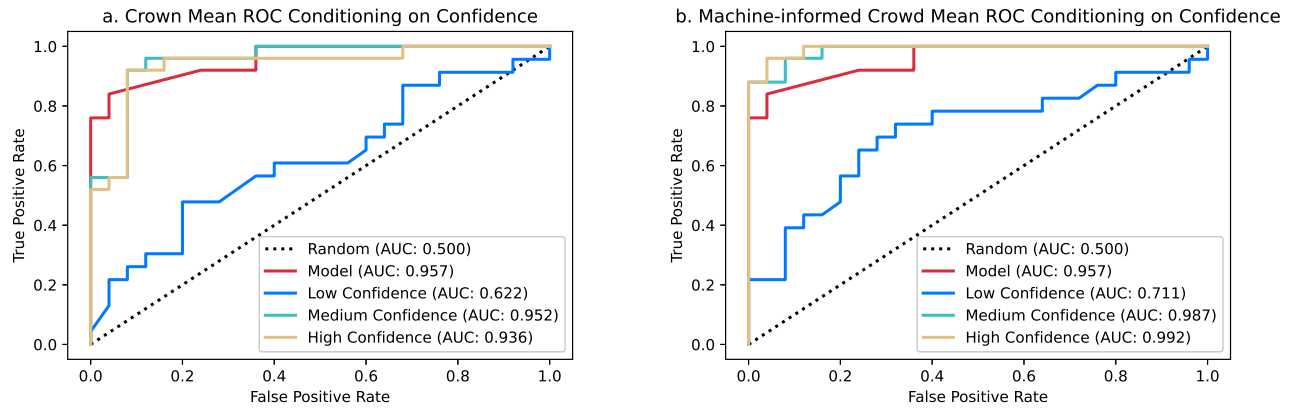 a. Crown Mean ROC Conditioning on Confidence
1.0
0.8
0.6
0.4
0.2
0.0
True Positive Rate
0.0 0.2 0.4 0.6 0.8 1.0
False Positive Rate
Random (AUC: 0.500)
Model (AUC: 0.957)
Low Confidence (AUC: 0.622)
Medium Confidence (AUC: 0.952)
High Confidence (AUC: 0.936)
b. Machine-informed Crowd Mean ROC Conditioning on Confidence
1.0
0.8
0.6
0.4
0.2
0.0
True Positive Rate
0.0 0.2 0.4 0.6 0.8 1.0
False Positive Rate
Random (AUC: 0.500)
Model (AUC: 0.957)
Low Confidence (AUC: 0.711)
Medium Confidence (AUC: 0.987)
High Confidence (AUC: 0.992)